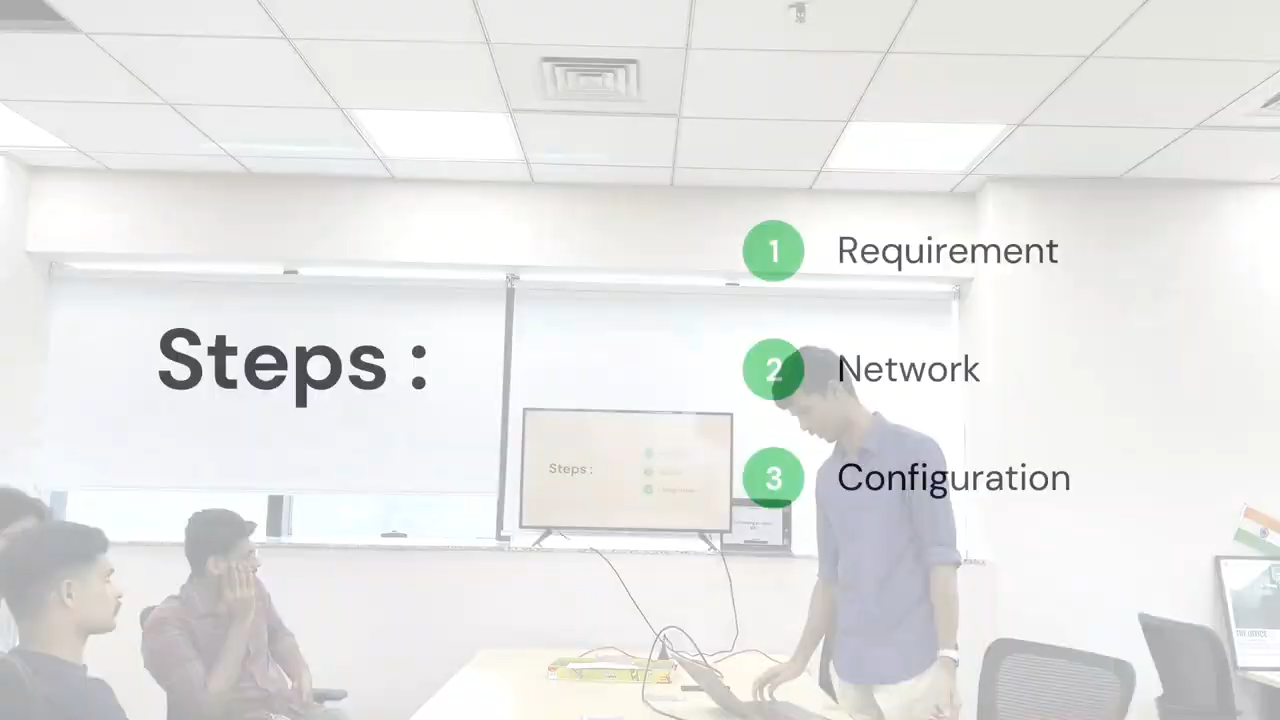 Steps :
1 Requirement
2 Network
3 Configuration
Steps :